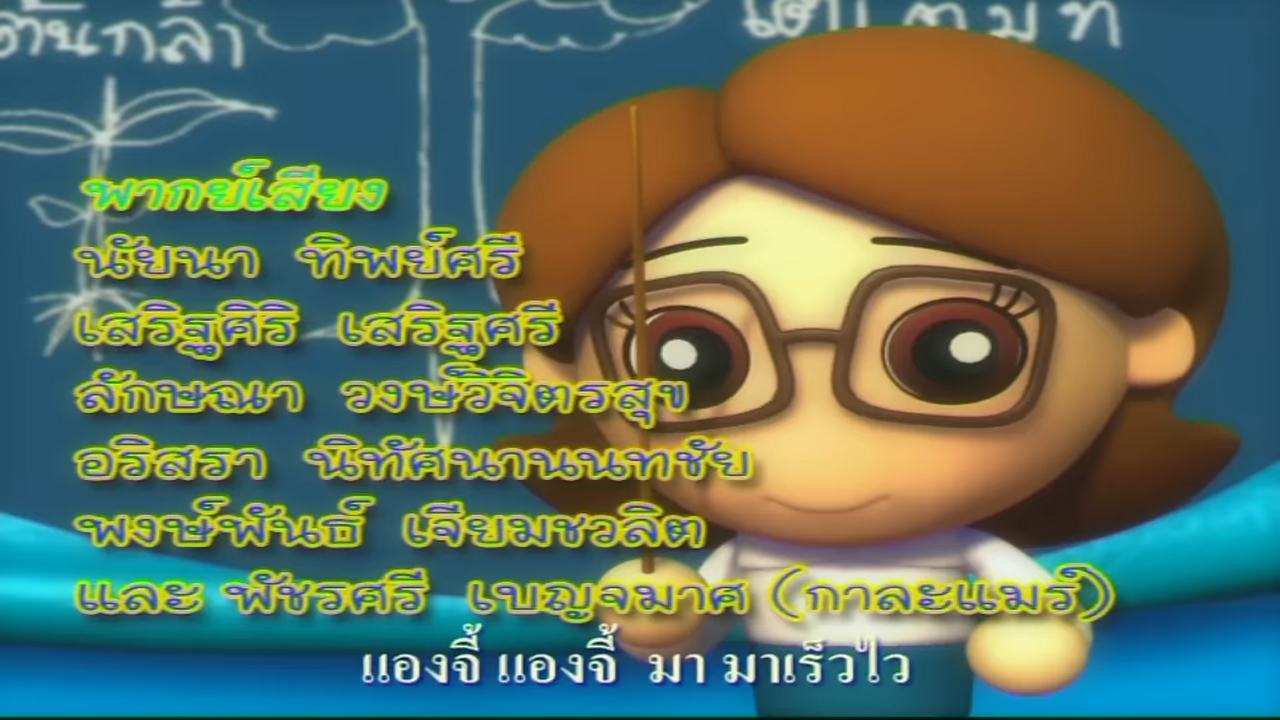 ต้นกล้า
พากย์เสียง
นัยนา ทิพย์ศรี
เสริฐศิริ เสริฐศรี
ลักษณา วงษ์วิจิตรสุข
อริสรา นิทัศนานนทชัย
พงษ์พันธ์ เจียมชวลิต
และ พัชรศรี เบญจมาศ (กาละแมร์)
แองจี้ แองจี้ มา มาเร็วไว